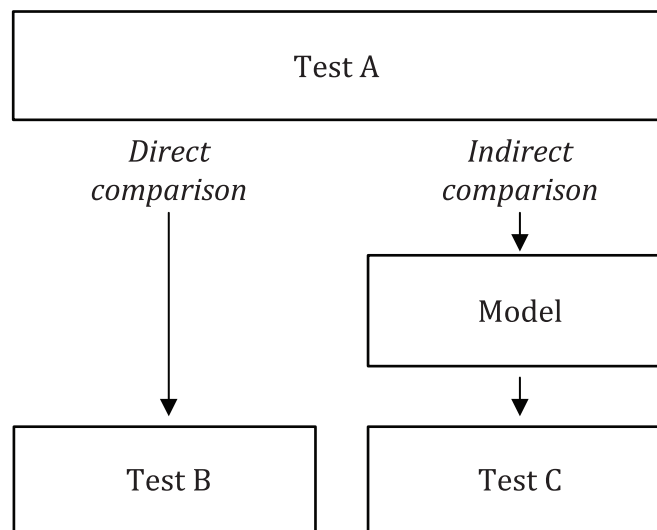 Test A
Direct
comparison
Indirect
comparison
Model
Test B
Test C